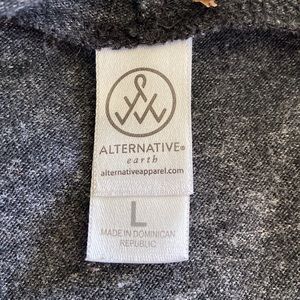 ALTERNATIVE®
earth
alternativeapparel.com
L
MADE IN DOMINICAN
REPUBLIC